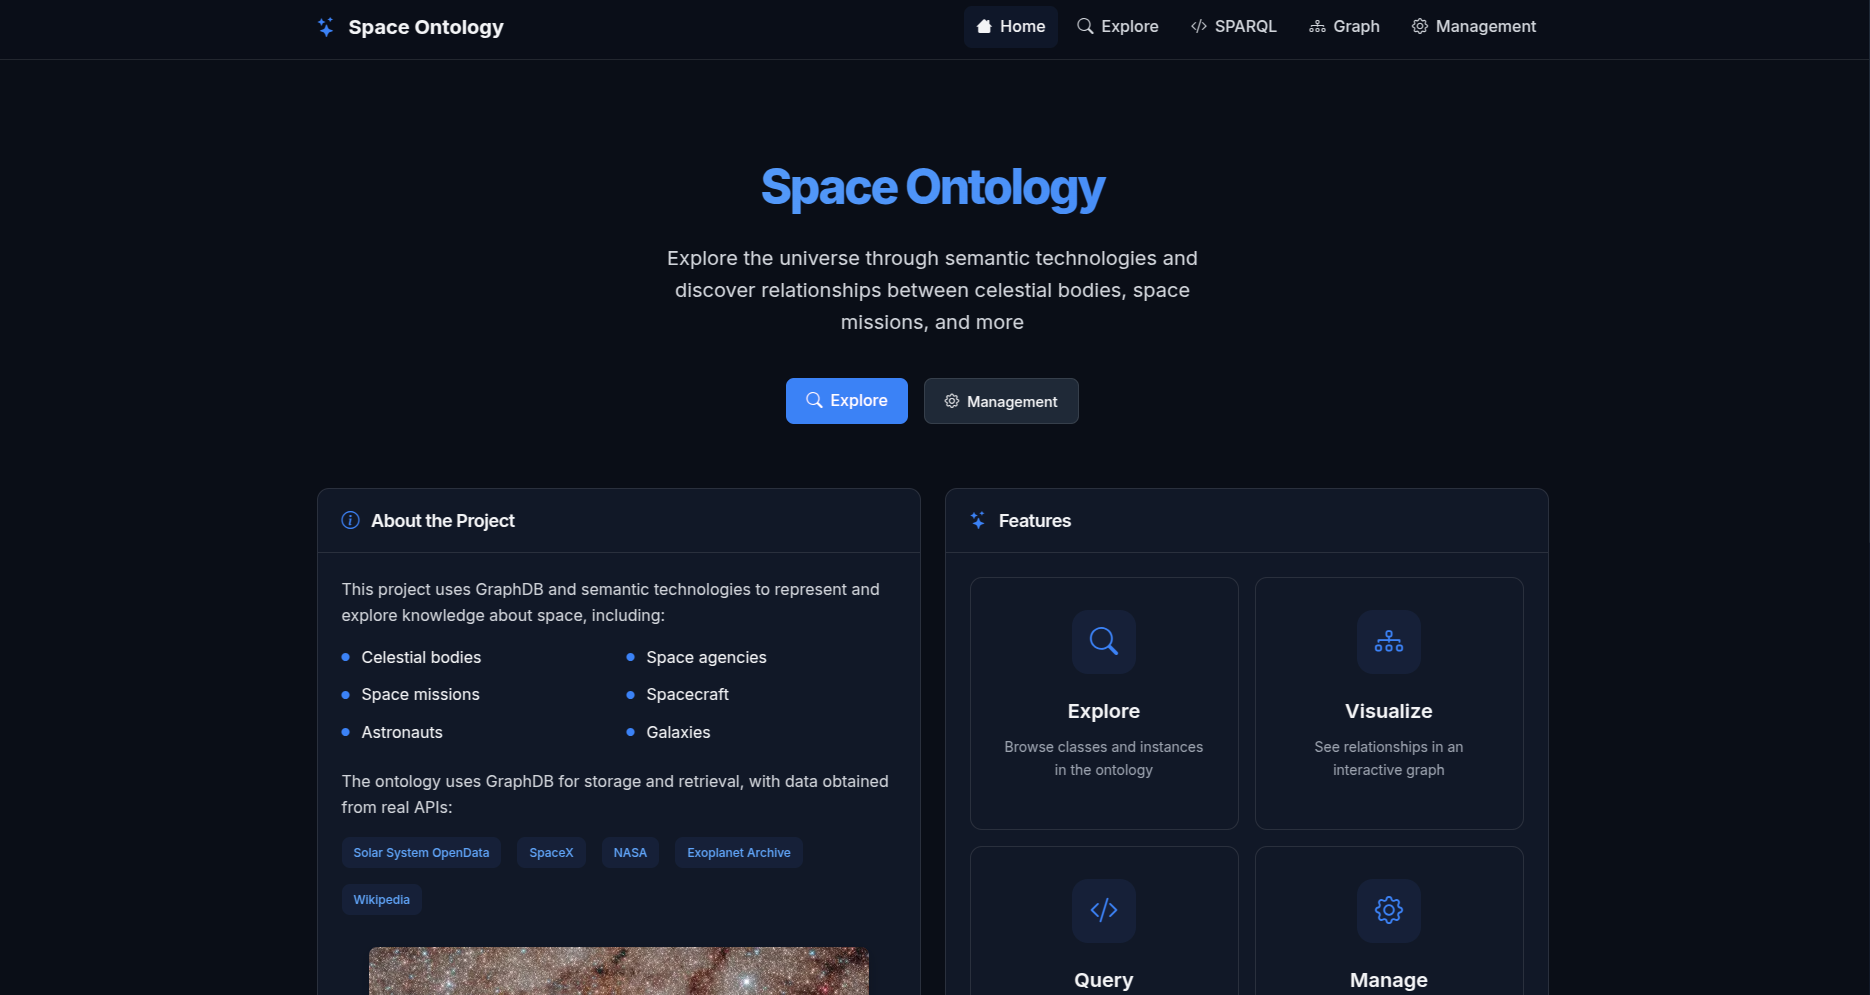 Space Ontology
Home
Explore
SPARQL
Graph
Management
Space Ontology
Explore the universe through semantic technologies and
discover relationships between celestial bodies, space
missions, and more
Explore
Management
About the Project
This project uses GraphDB and semantic technologies to represent and
explore knowledge about space, including:
Celestial bodies
Space agencies
Space missions
Spacecraft
Astronauts
Galaxies
The ontology uses GraphDB for storage and retrieval, with data obtained
from real APIs:
Solar System OpenData
SpaceX
NASA
Exoplanet Archive
Wikipedia
Features
Explore
Browse classes and instances
in the ontology
Visualize
See relationships in an
interactive graph
Query
Manage